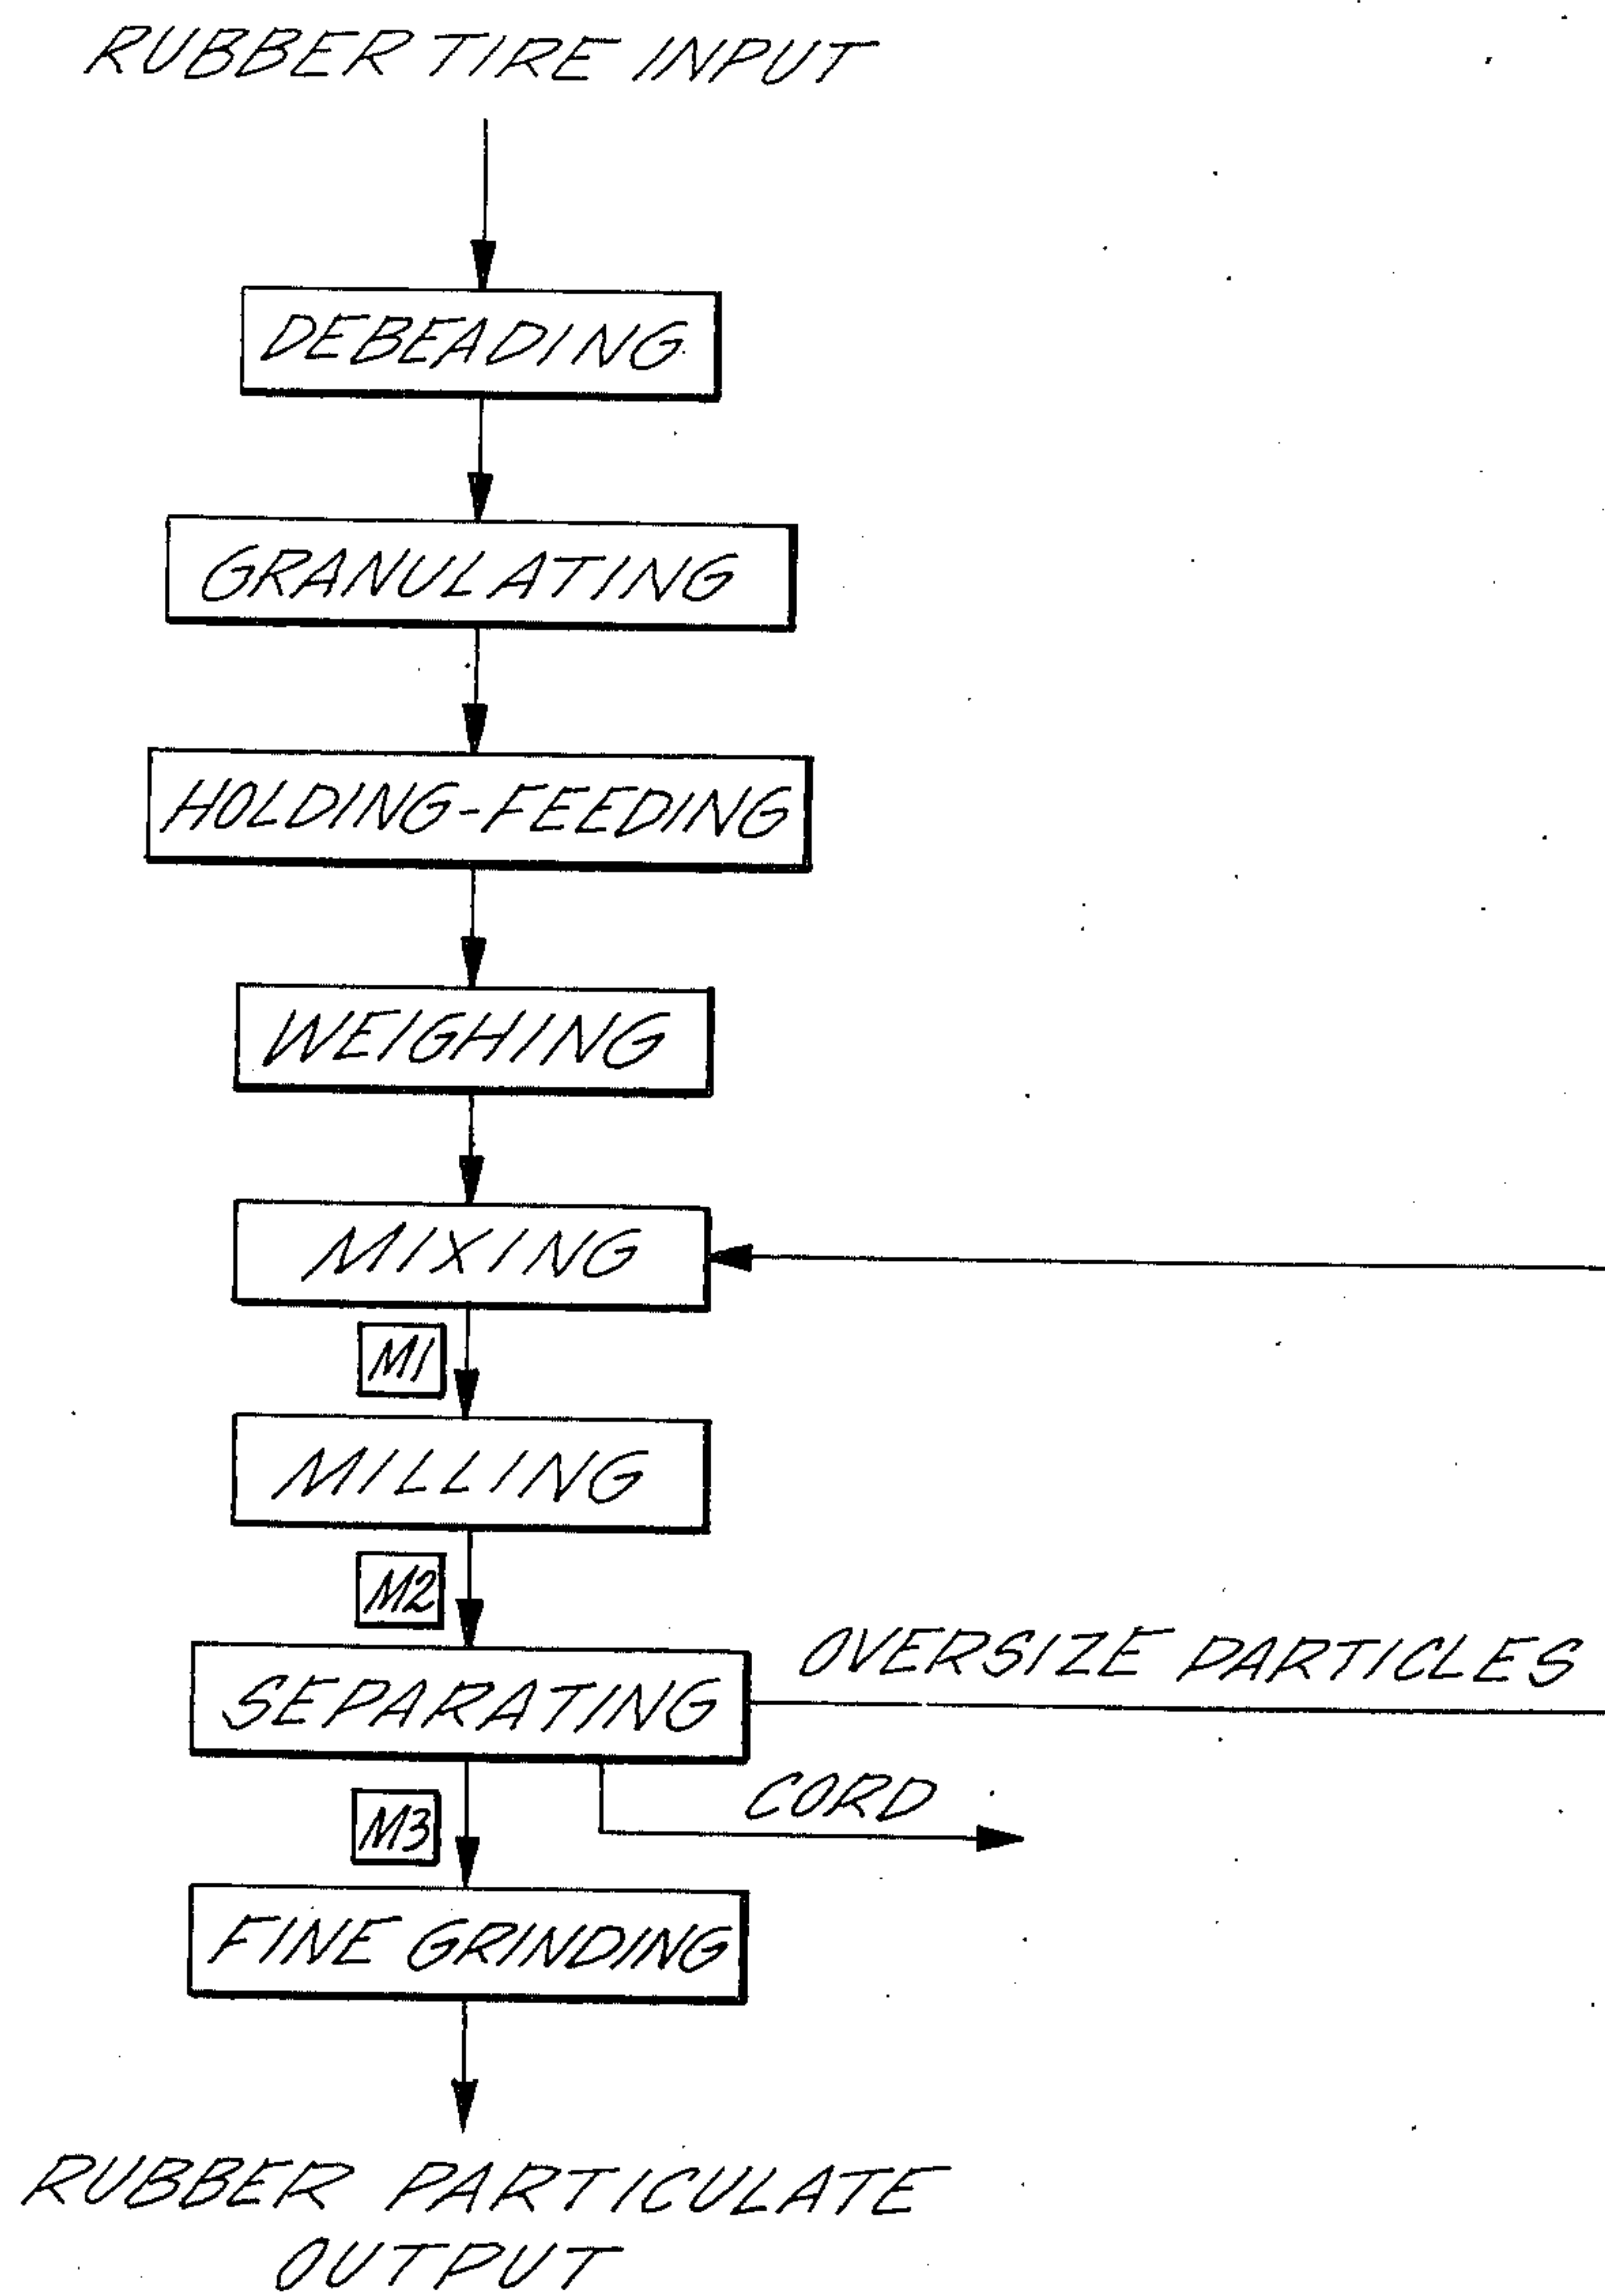 RUBBER TIRE INPUT
DEBEADING
GRANULATING
HOLDING-FEEDING
WEIGHING
MIXING
M1
MILLING
M2
OVERSIZE PARTICLES
SEPARATING
CORD
M3
FINE GRINDING
RUBBER PARTICULATE
OUTPUT